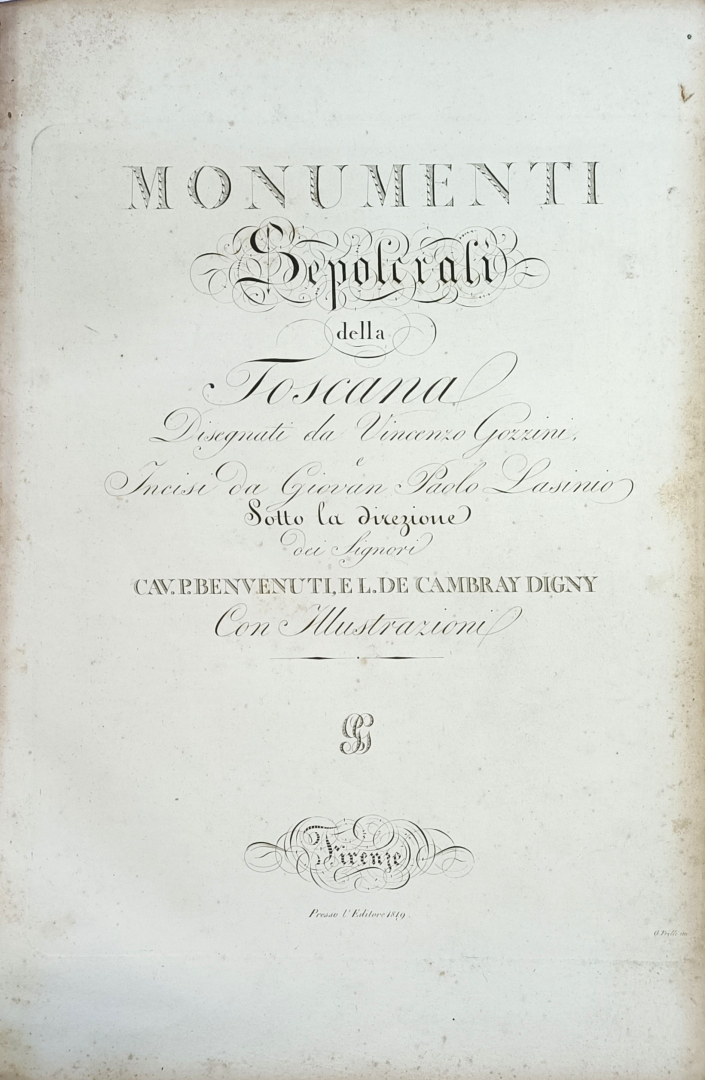 MONUMENTI
Sepolcrali
della
Toscana
Disegnati da Vincenzo Gozzini,
e
Incisi da Giovan Paolo Lasinio
Sotto la direzione
dei Signori
CAV. P. BENVENUTI, E L. DE CAMBRAY DIGNY
Con Illustrazioni
Firenze
Presso l'Editore 1819